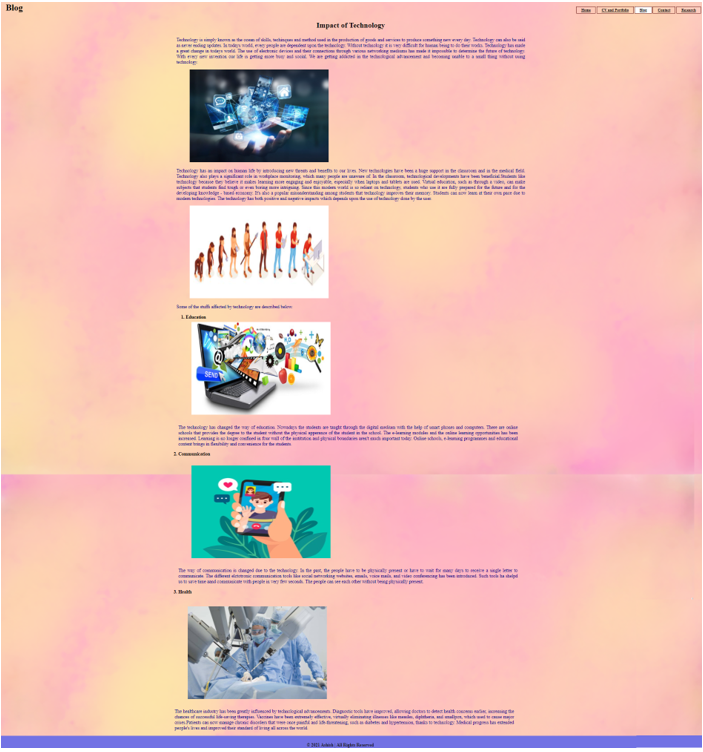 Blog
Home
CV and Portfolio
Blog
Contact
Research
Impact of Technology
Technology is simply known as the sream of skills, techniques and method used in the production of goods and services to produce something new every day. Technology can also be said
as never ending updates. In today's world, every people are dependent upon the technology. Without technology it is very difficult for human being to do their works. Technology has made
a great change in today's world. The use of electronic devices and their connections through various networking mediums has made it impossible to determine the future of technology.
With every new invention our life is getting more busy and social. We are getting addicted in the technological advancement and becoming unable to a small thing without using
technology.
Technology has an impact on human life by introducing new threats and benefits to our lives. New technologies have been a huge support in the classroom and in the medical field.
Technology also plays a significant role in workplace monitoring, which many people are unaware of. In the classroom, technological developments have been beneficial.Students like
technology because they believe it makes learning more engaging and enjoyable, especially when laptops and tablets are used. Virtual education, such as through a video, can make
subjects that students find tough or even boring more intriguing. Since this modern world is so reliant on technology, students who use it are fully prepared for the future and for the
developing knowledge - based economy. It's also a popular misunderstanding among students that technology improves their memory. Students can now learn at their own pace due to
modern technologies. The technology has both positive and negative impacts which depends upon the use of technology done by the user.
Some of the stuffs affected by technology are described below:
1. Education
SEND
The technology has changed the way of education. Nowadays the students are taught through the digital medium with the help of smart phones and computers. There are online
schools that provides the degree to the student without the physical appearance of the student in the school. The e-learning modules and the online learning opportunities has been
increased. Learning is no longer confined in four wall of the institution and physical boundaries aren't much important today. Online schools, e-learning programmes and educational
content brings in flexibility and convenience for the students.
2. Communication
The way of communication is changed due to the technology. In the past, the people have to be physically present or have to wait for many days to receive a single letter to
communicate. The different elctronic communication tools like social networking websites, emails, voice mails, and video conferencing has been introduced. Such tools be shelpd
us to save time annd communicate with people in very few seconds. The people can see each other without being physically present.
3. Health
The healthcare industry has been greatly influenced by technological advancements. Diagnostic tools have improved, allowing doctors to detect health concerns earlier, increasing the
chances of successful life-saving therapies. Vaccines have been extremely effective, virtually eliminating illnesses like measles, diphtheria, and smallpox, which used to cause major
crises.Patients can now manage chronic disorders that were once painful and life-threatening, such as diabetes and hypertension, thanks to technology. Medical progress has extended
people's lives and improved their standard of living all across the world.
© 2022 Ashish | All Rights Reserved